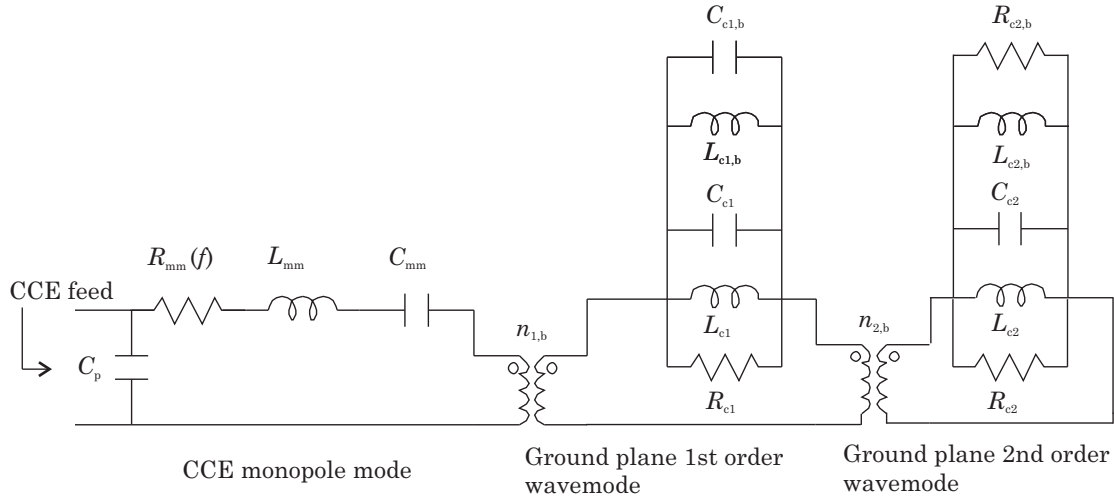 C_c1,b
R_c2,b
L_c1,b
L_c2,b
C_c1
C_c2
R_mm(f)
L_mm
C_mm
CCE feed
n_1,b
L_c1
n_2,b
L_c2
C_p
R_c1
R_c2
CCE monopole mode
Ground plane 1st order
wavemode
Ground plane 2nd order
wavemode